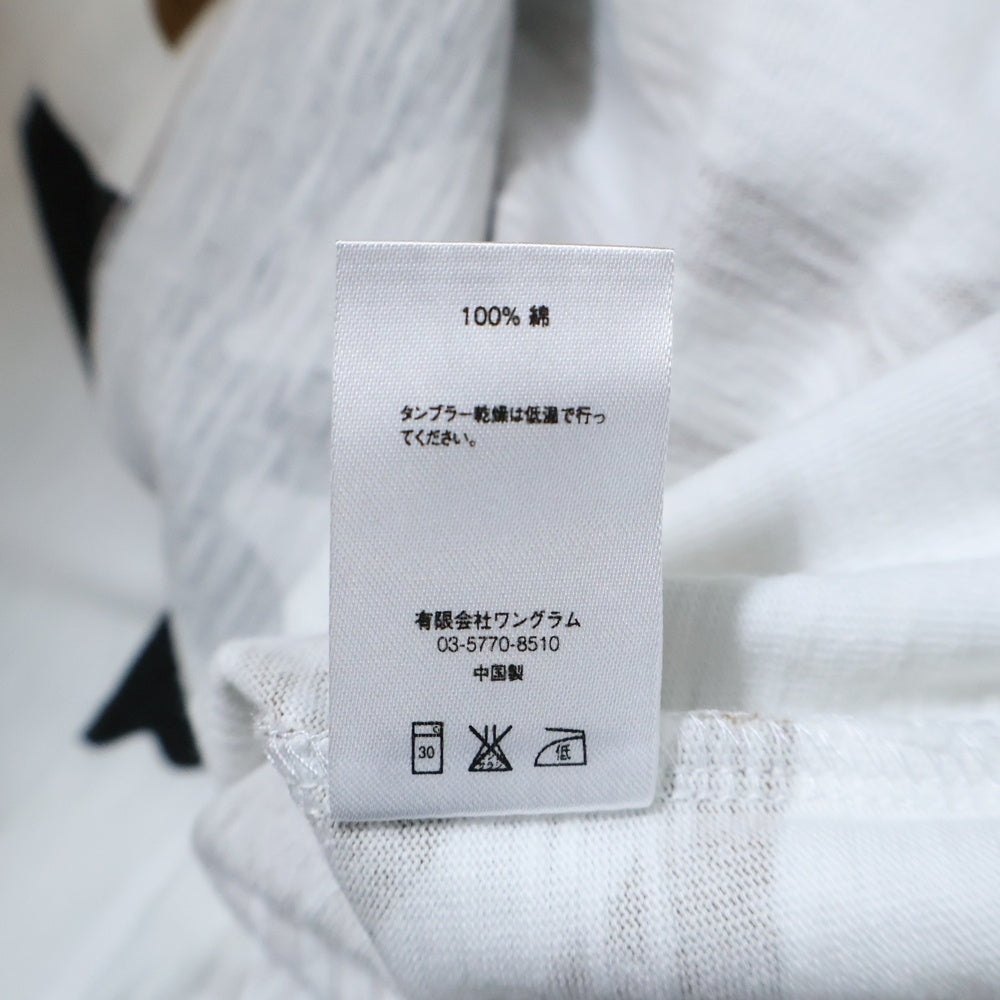 100% 綿
タンブラー乾燥は低温で行っ
てください。
有限会社ワングラム
03-5770-8510
中国製
30
低